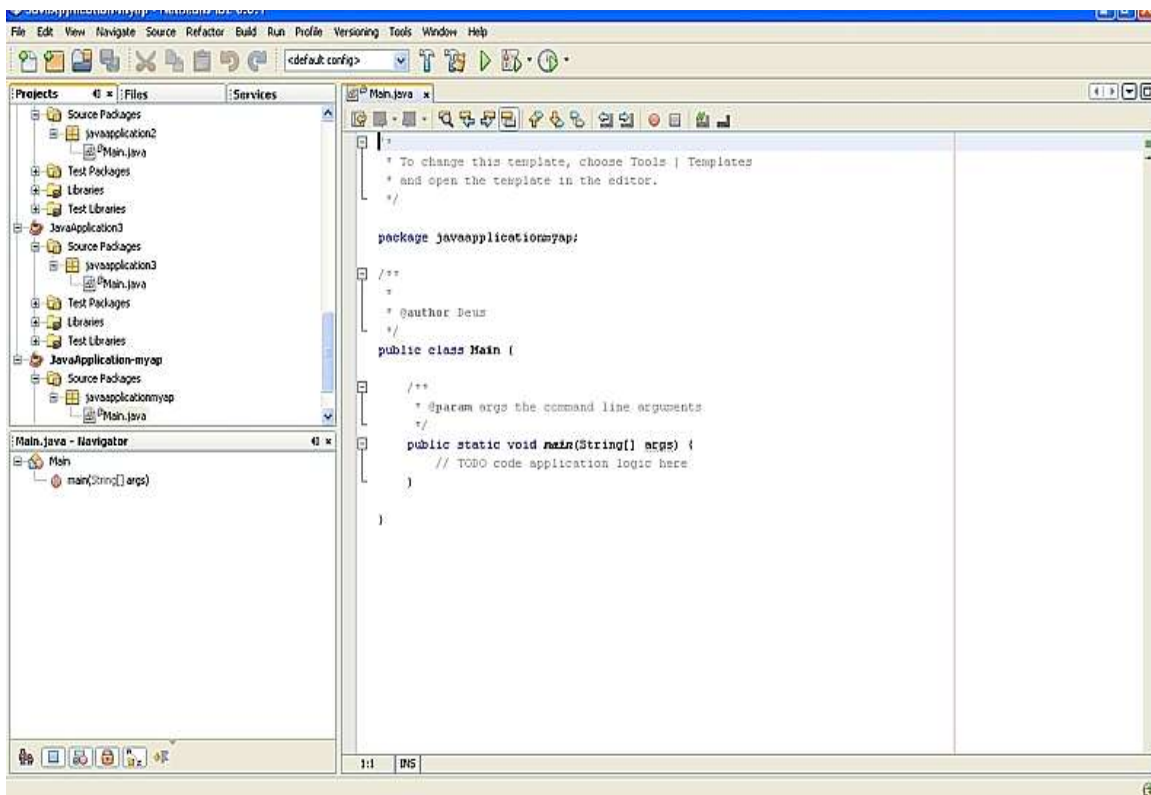 File Edit View Navigate Source Refactor Build Run Profile Versioning Tools Window Help
<default config>
Projects Files Services
Source Packages
javaapplication2
Main.java
Test Packages
Libraries
Test Libraries
JavaApplication3
Source Packages
javaapplication3
Main.java
Test Packages
Libraries
Test Libraries
JavaApplication-myap
Source Packages
javaapplicationmyap
Main.java
Main.java - Navigator
Main
main(String[] args)
Main.java
/*
* To change this template, choose Tools | Templates
* and open the template in the editor.
*/
package javaapplicationmyap;
/**
*
* @author Deus
*/
public class Main {
/**
* @param args the command line arguments
*/
public static void main(String[] args) {
// TODO code application logic here
}
}
1:1 INS